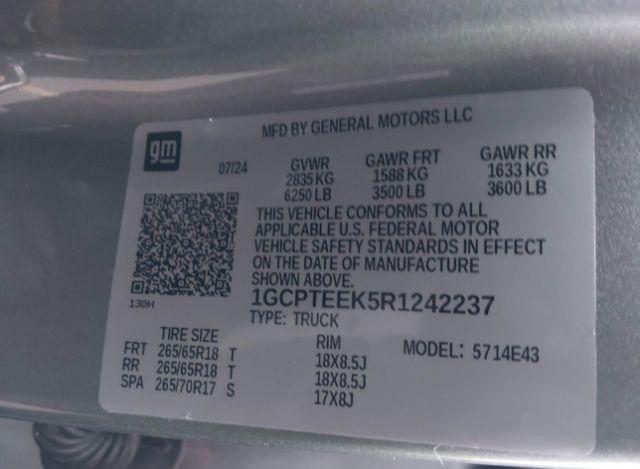 MFD BY GENERAL MOTORS LLC
gm
07/24 GVWR GAWR FRT GAWR RR
2835 KG 1588 KG 1633 KG
6250 LB 3500 LB 3600 LB
THIS VEHICLE CONFORMS TO ALL
APPLICABLE U.S. FEDERAL MOTOR
VEHICLE SAFETY STANDARDS IN EFFECT
ON THE DATE OF MANUFACTURE
SHOWN ABOVE.
130H
1GCPTEEK5R1242237
TYPE: TRUCK
TIRE SIZE RIM MODEL: 5714E43
FRT 265/65R18 T 18X8.5J
RR 265/65R18 T 18X8.5J
SPA 265/70R17 S 17X8J